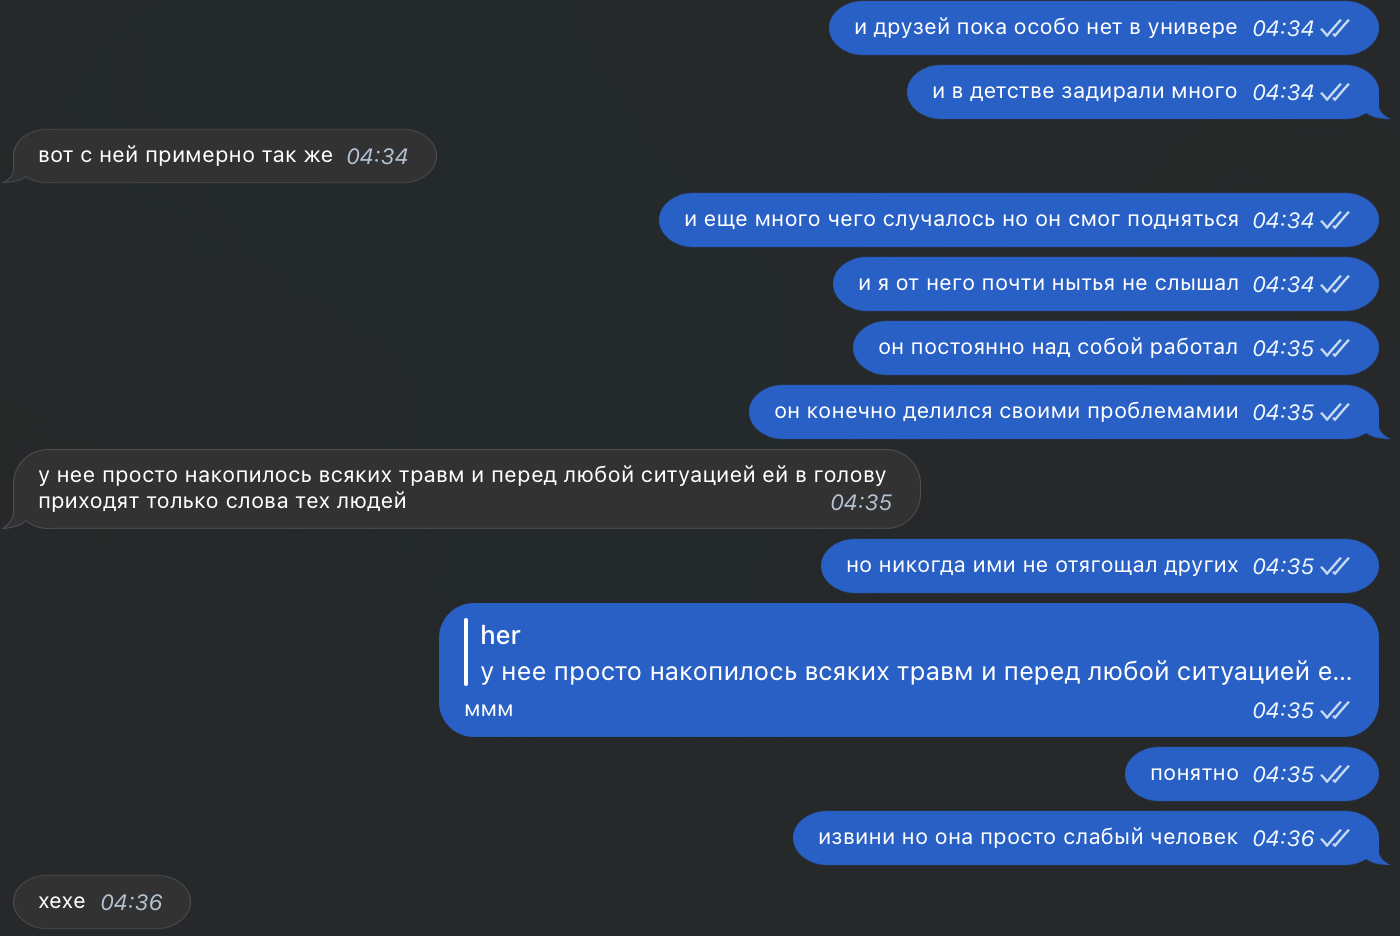 и друзей пока особо нет в универе 04:34
и в детстве задирали много 04:34
вот с ней примерно так же 04:34
и еще много чего случалось но он смог подняться 04:34
и я от него почти нытья не слышал 04:34
он постоянно над собой работал 04:35
он конечно делился своими проблемамии 04:35
у нее просто накопилось всяких травм и перед любой ситуацией ей в голову
приходят только слова тех людей 04:35
но никогда ими не отягощал других 04:35
her
у нее просто накопилось всяких травм и перед любой ситуацией е...
ммм 04:35
понятно 04:35
извини но она просто слабый человек 04:36
хехе 04:36